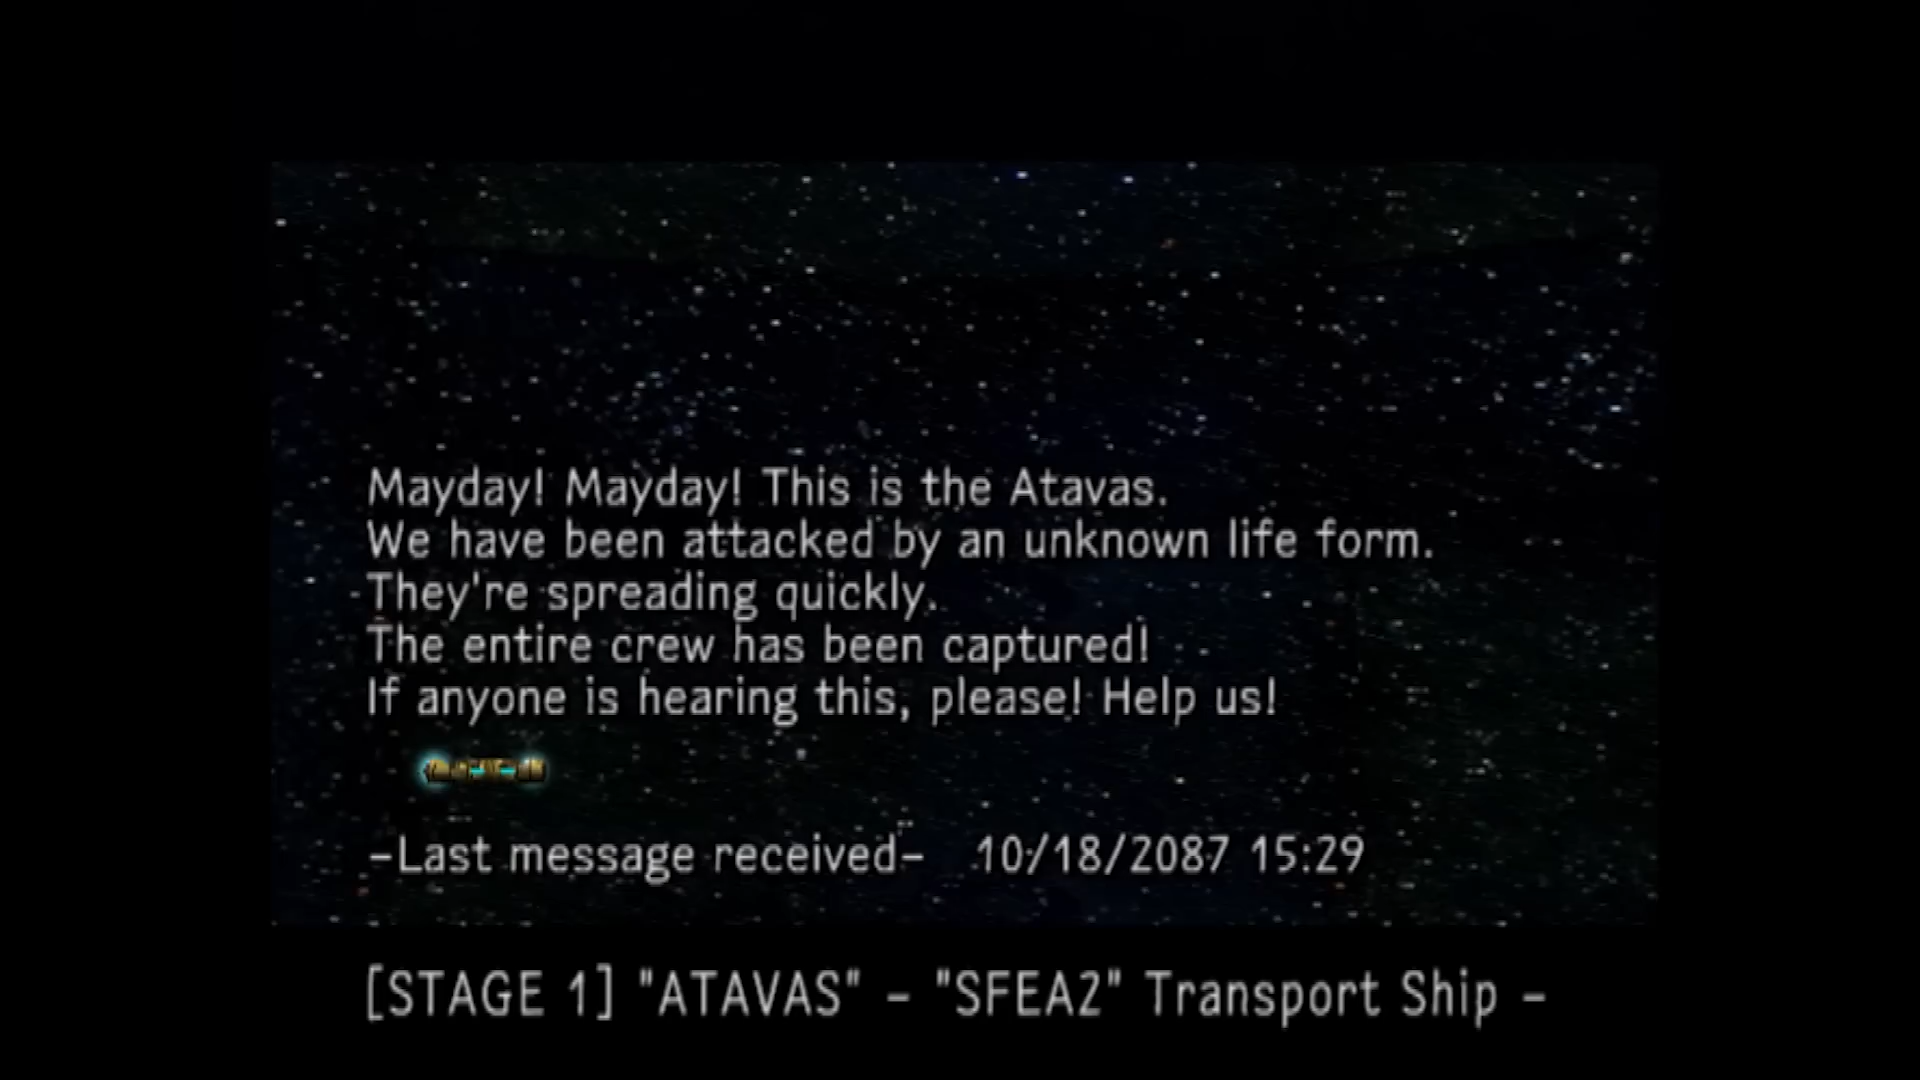 Mayday! Mayday! This is the Atavas.
We have been attacked by an unknown life form.
They're spreading quickly.
The entire crew has been captured!
If anyone is hearing this, please! Help us!
–Last message received– 10/18/2087 15:29
[STAGE 1] "ATAVAS" – "SFEA2" Transport Ship –